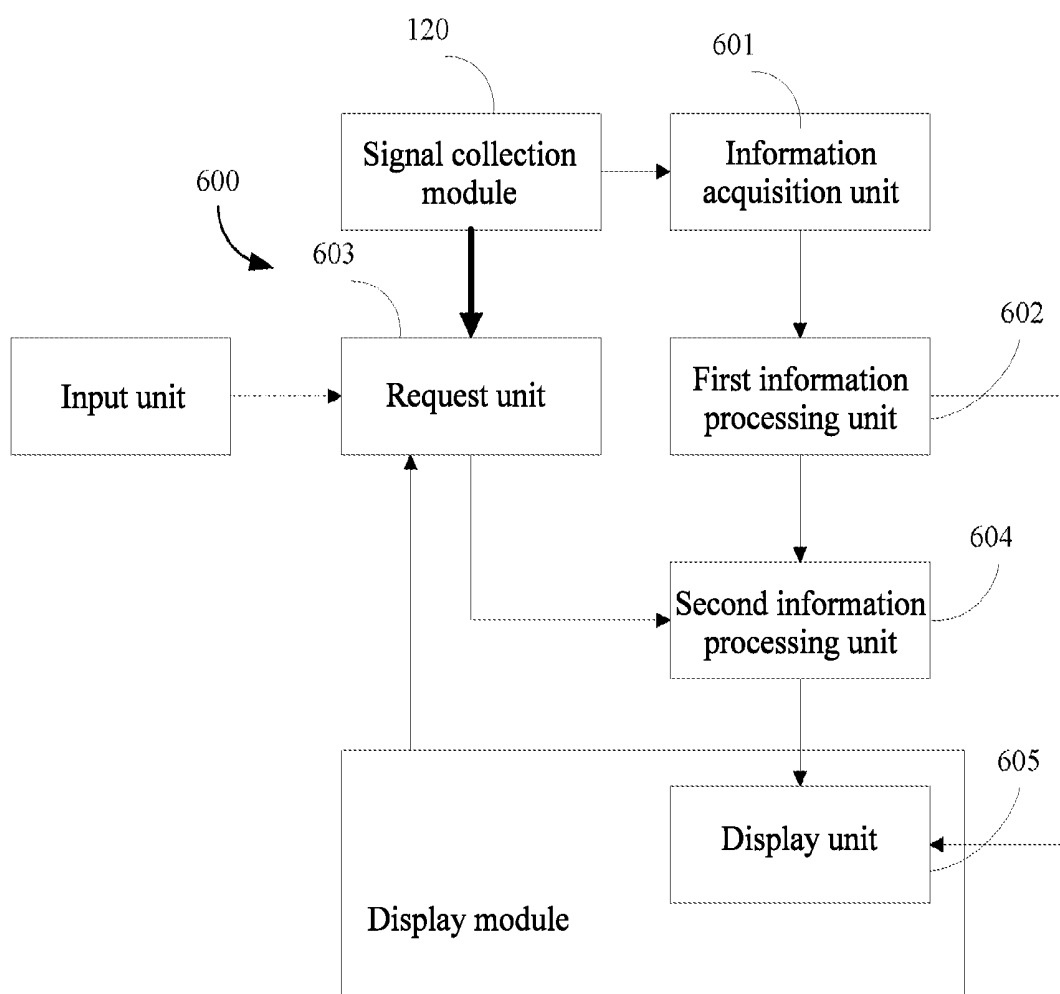 120
601
Signal collection
module
Information
acquisition unit
600
603
602
Input unit
Request unit
First information
processing unit
604
Second information
processing unit
605
Display unit
Display module